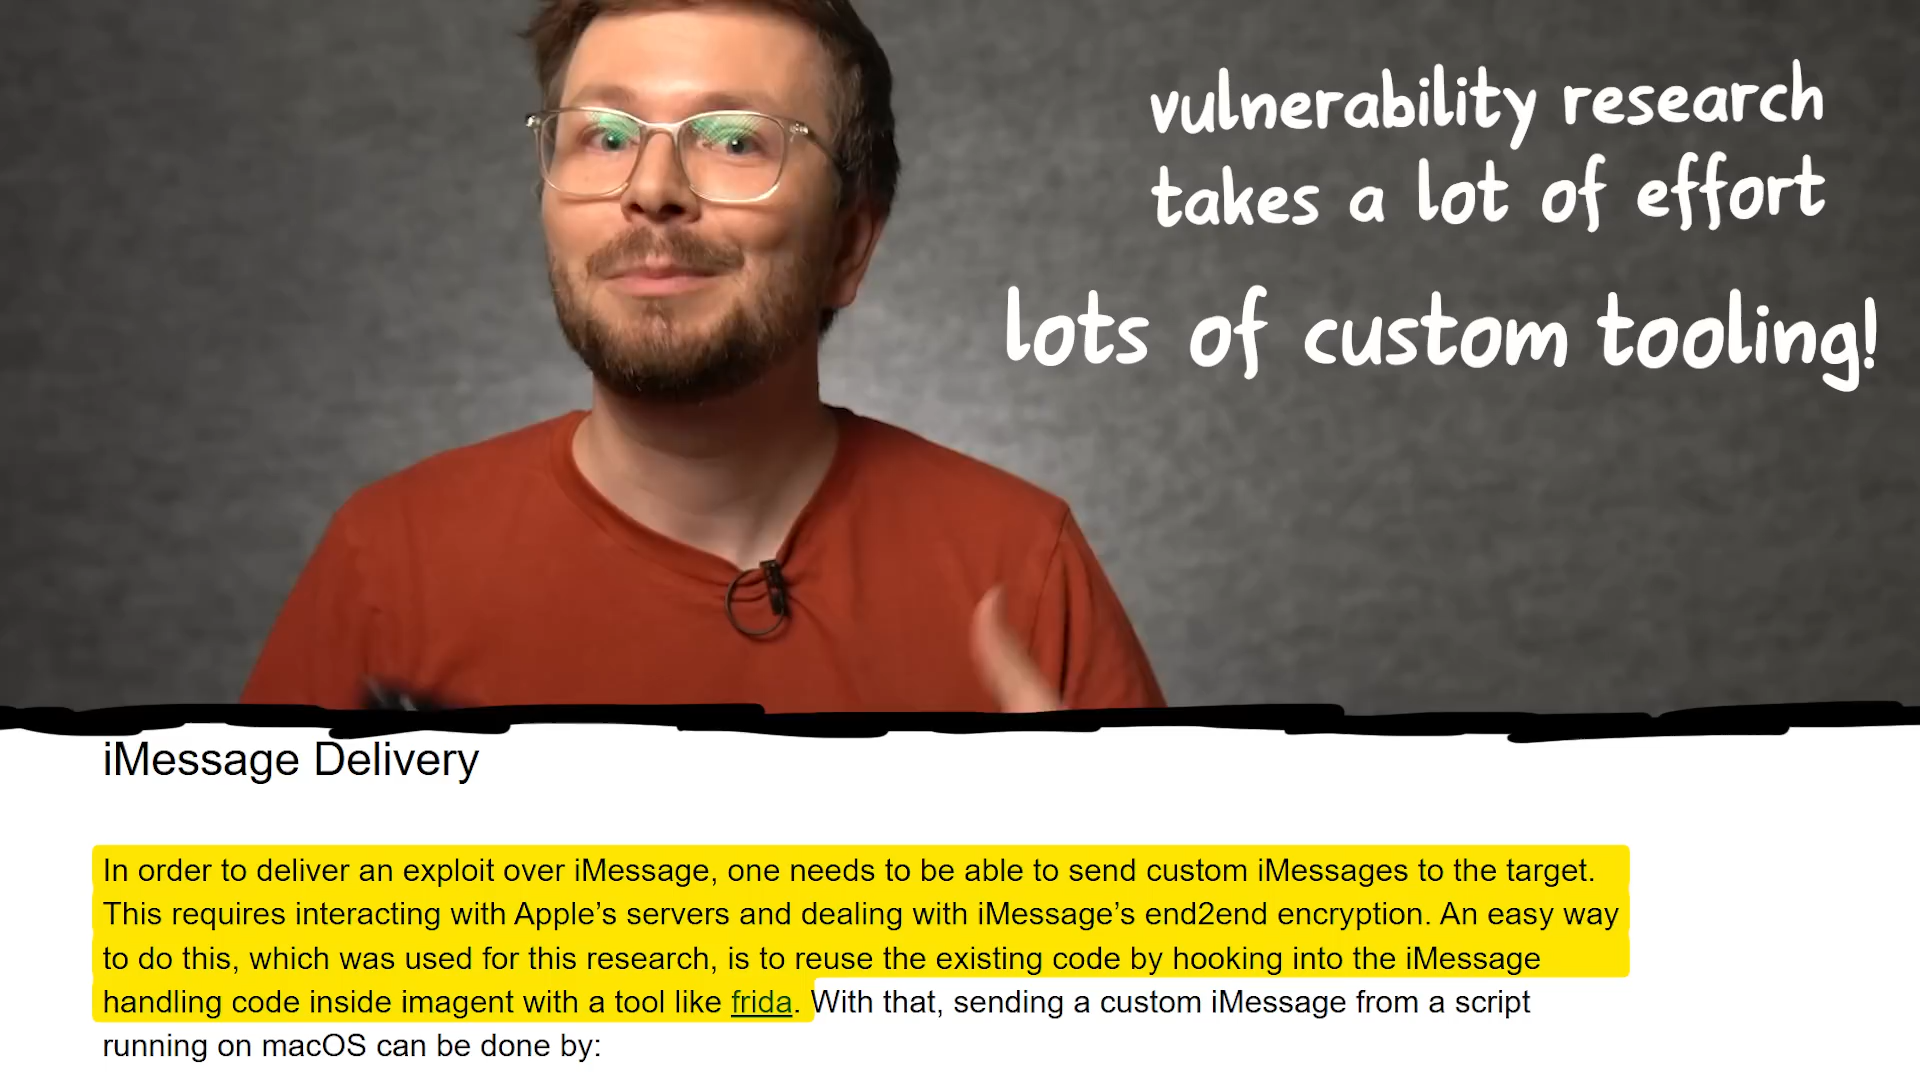 vulnerability research
takes a lot of effort
lots of custom tooling!
iMessage Delivery
In order to deliver an exploit over iMessage, one needs to be able to send custom iMessages to the target.
This requires interacting with Apple’s servers and dealing with iMessage’s end2end encryption. An easy way
to do this, which was used for this research, is to reuse the existing code by hooking into the iMessage
handling code inside imagent with a tool like frida. With that, sending a custom iMessage from a script
running on macOS can be done by: